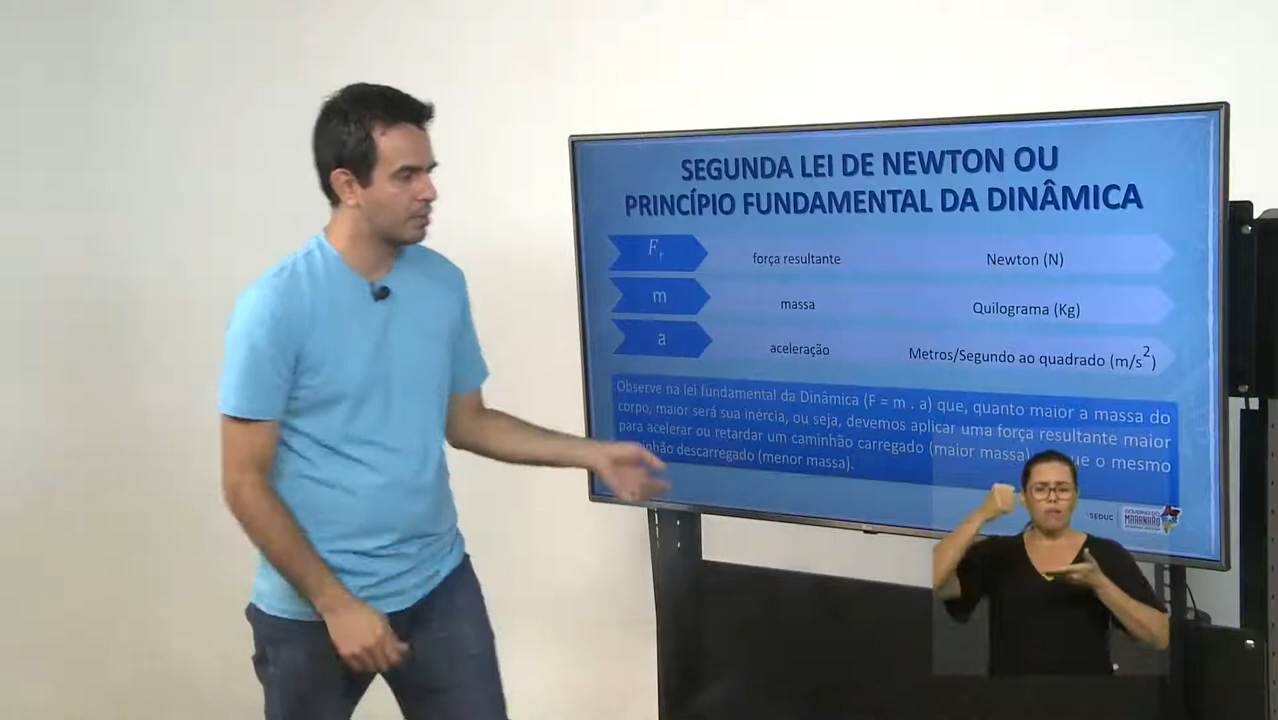 SEGUNDA LEI DE NEWTON OU
PRINCÍPIO FUNDAMENTAL DA DINÂMICA
Fr força resultante Newton (N)
m massa Quilograma (Kg)
a aceleração Metros/Segundo ao quadrado (m/s²)
Observe na lei fundamental da Dinâmica (F = m . a) que, quanto maior a massa do
corpo, maior será sua inércia, ou seja, devemos aplicar uma força resultante maior
para acelerar ou retardar um caminhão carregado (maior massa) o mesmo
descarregado (menor massa).
SEDUC
GOVERNO DO
MARANHÃO